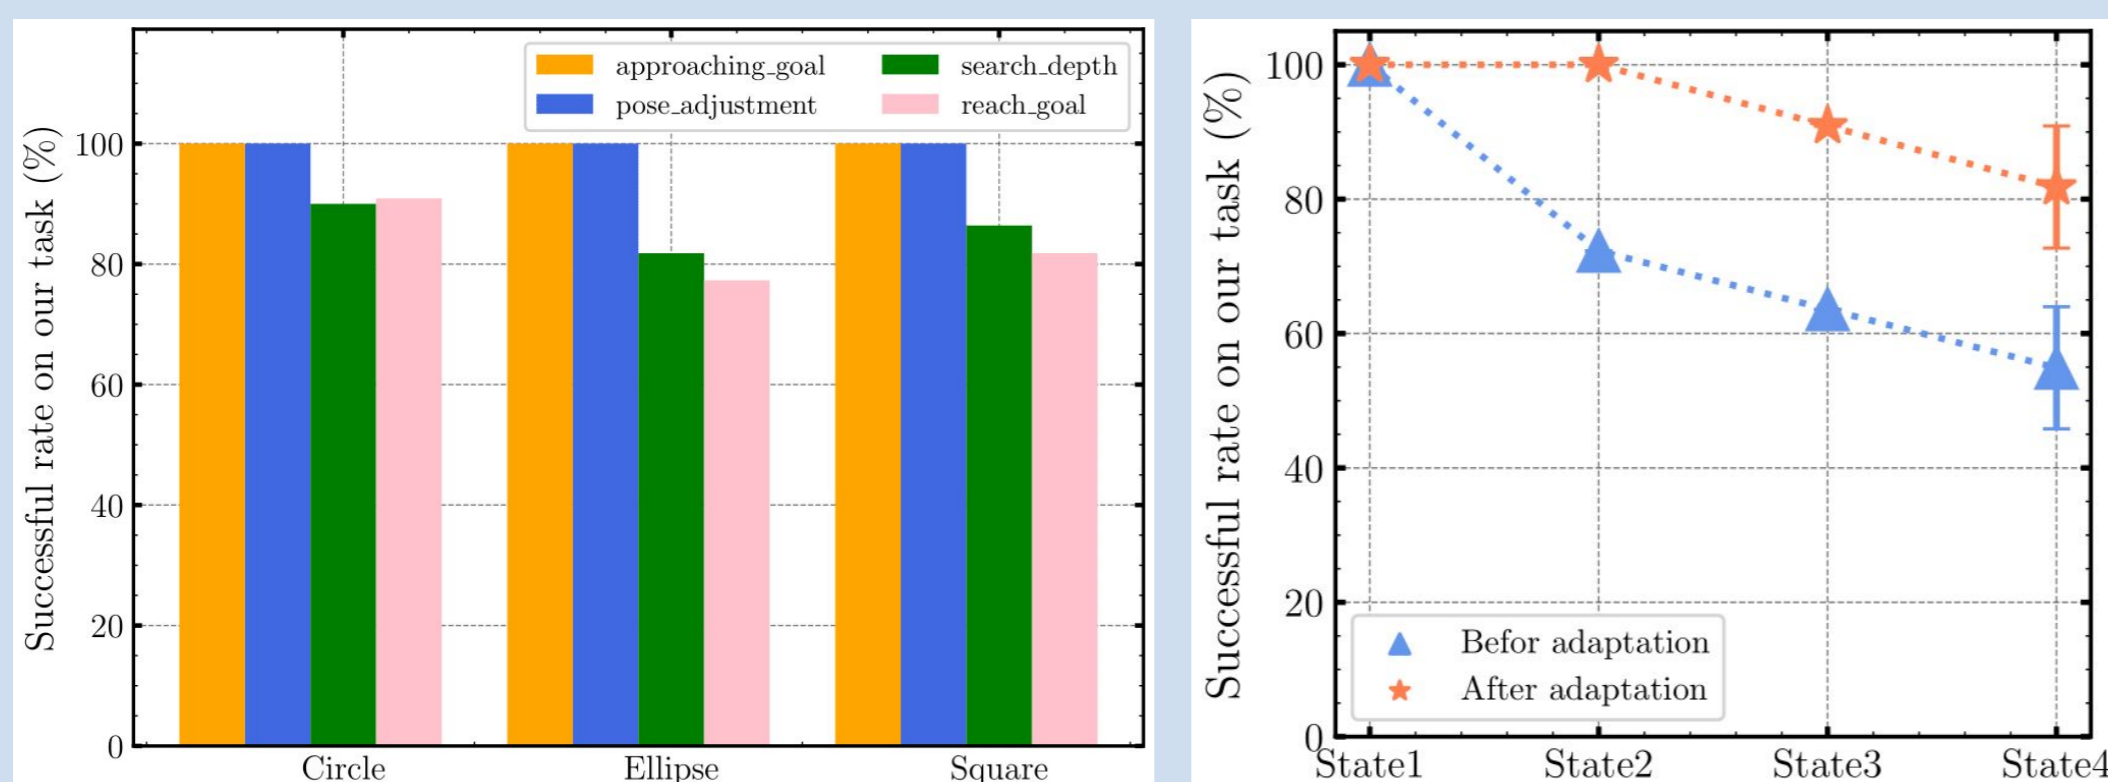 Successful rate on our task (%)
100
80
60
40
20
0
approaching_goal
pose_adjustment
search_depth
reach_goal
Circle
Ellipse
Square
Successful rate on our task (%)
100
80
60
40
20
0
Befor adaptation
After adaptation
State1
State2
State3
State4